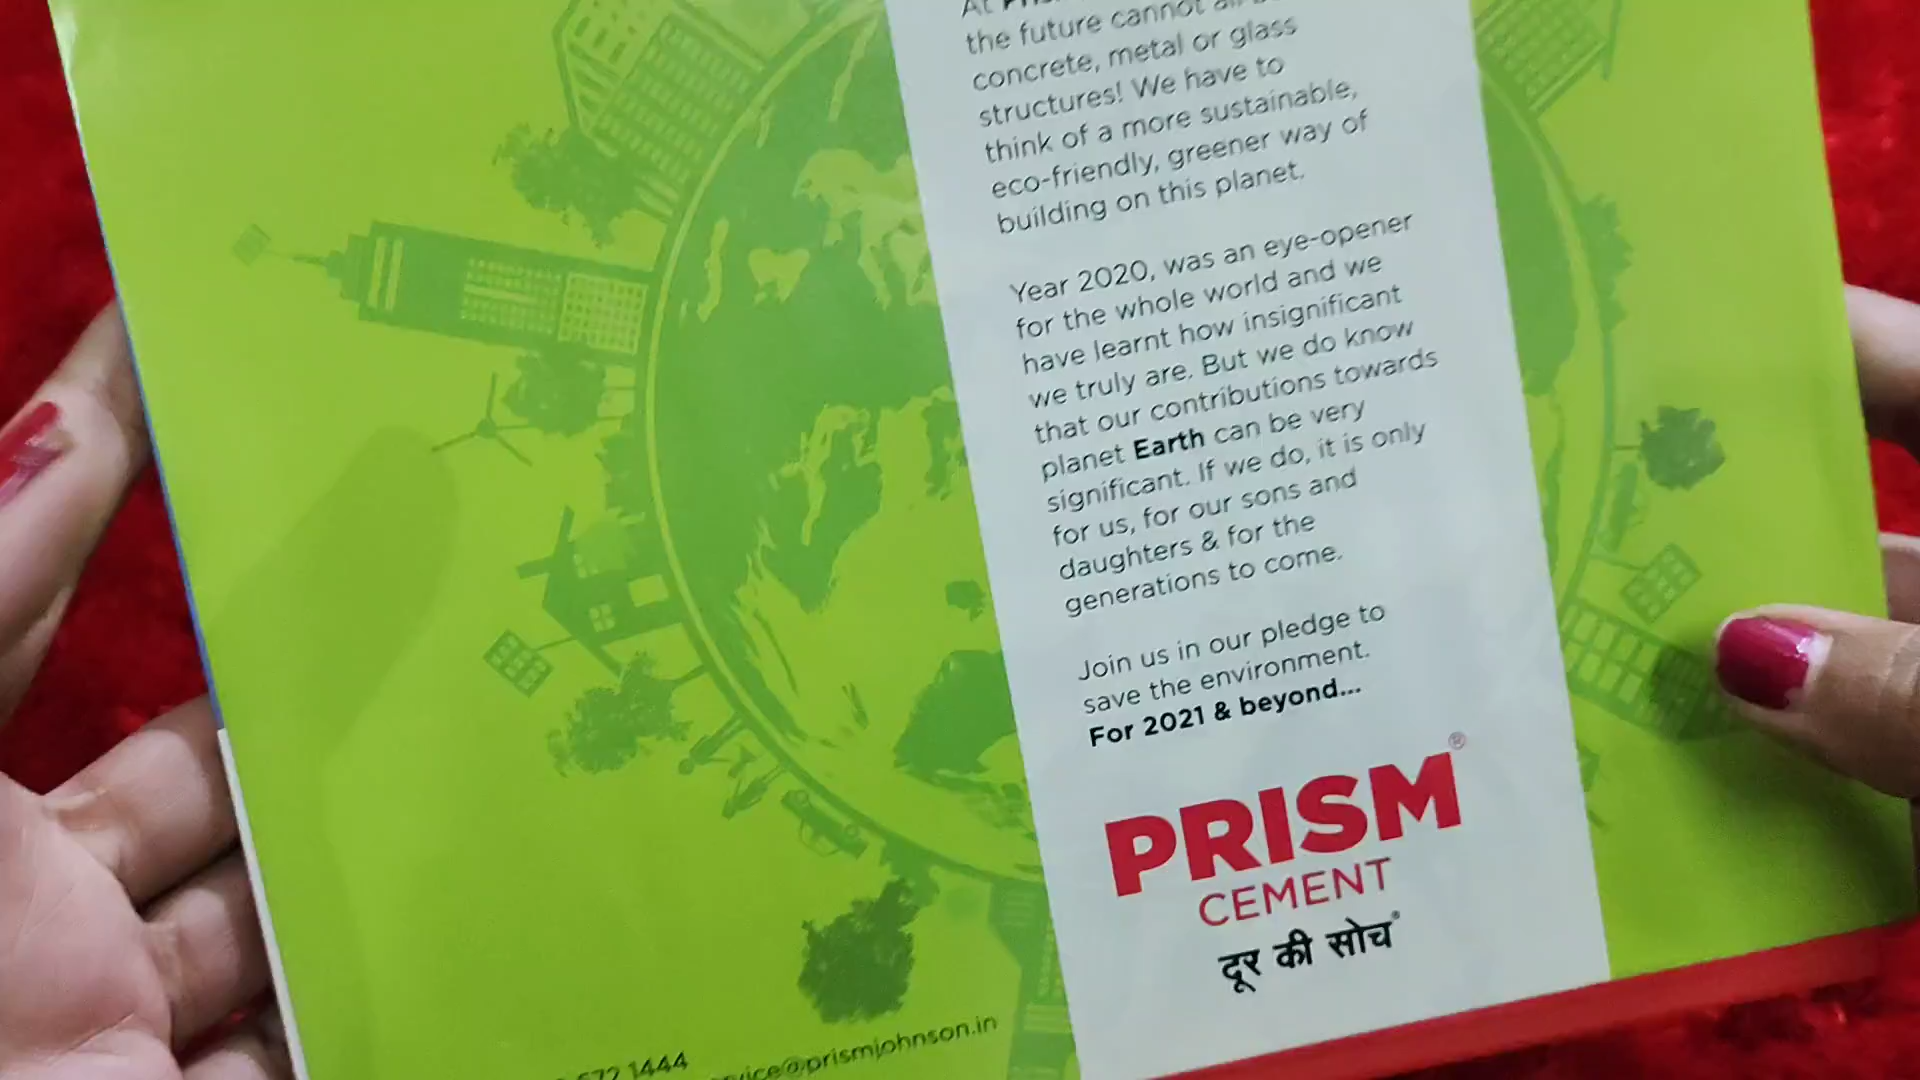 At
the future cannot
concrete, metal or glass
structures! We have to
think of a more sustainable,
eco-friendly, greener way of
building on this planet.
Year 2020, was an eye-opener
for the whole world and we
have learnt how insignificant
we truly are. But we do know
that our contributions towards
planet Earth can be very
significant. If we do, it is only
for us, for our sons and
daughters & for the
generations to come.
Join us in our pledge to
save the environment.
For 2021 & beyond...
PRISM®
CEMENT
दूर की सोच®
572 1444
vice@prismjohnson.in